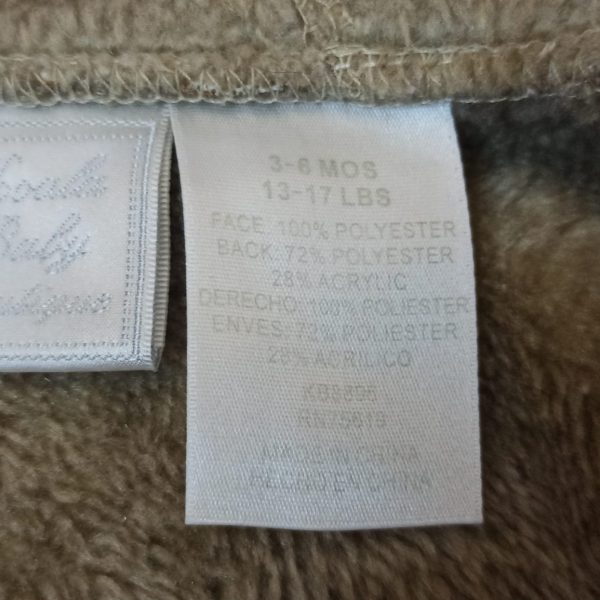 3-6 MOS
13-17 LBS
FACE: 100% POLYESTER
BACK: 72% POLYESTER
28% ACRYLIC
DERECHO: 100% POLIESTER
ENVES: 72% POLIESTER
28% ACRILICO
RN75619
MADE IN CHINA
HECHO EN CHINA